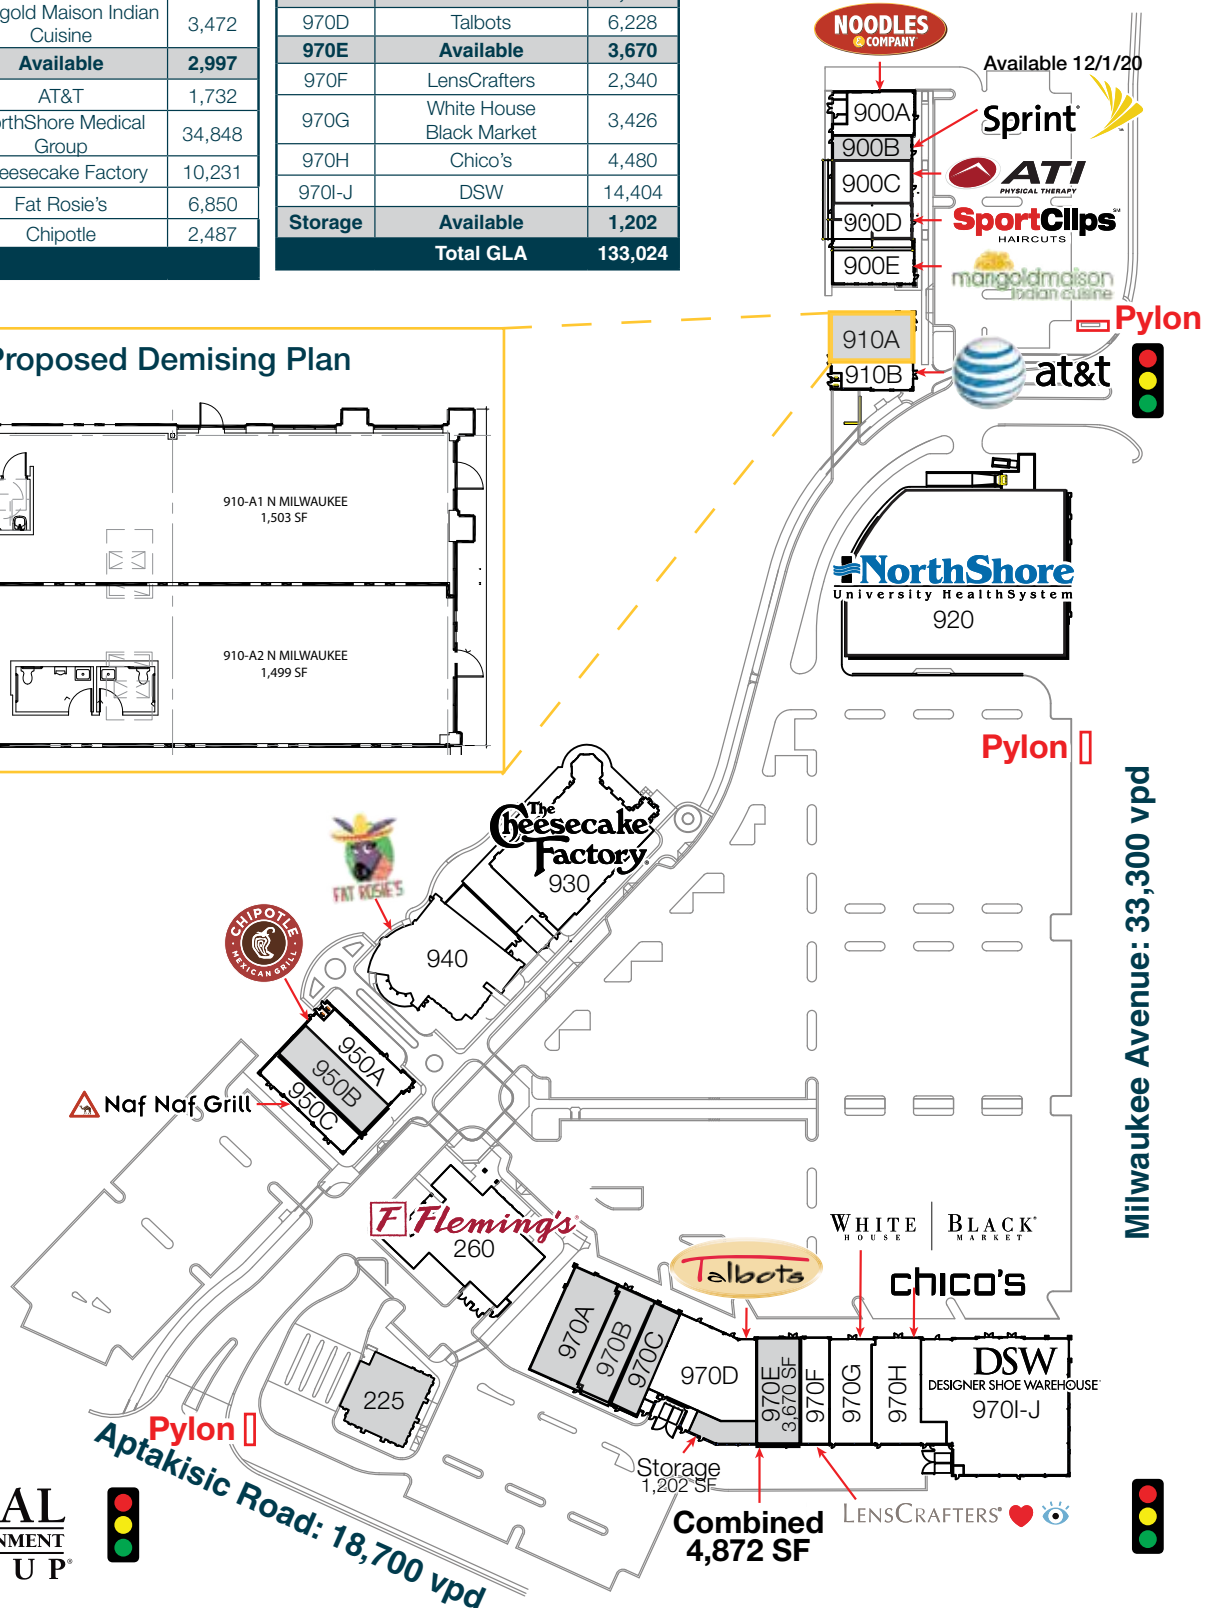 Maison Indian
Cuisine 3,472
Available 2,997
AT&T 1,732
Medical
Group 34,848
Factory 10,231
Fat Rosie's 6,850
Chipotle 2,487
970D Talbots 6,228
970E Available 3,670
970F LensCrafters 2,340
970G White House
Black Market 3,426
970H Chico's 4,480
970I-J DSW 14,404
Storage Available 1,202
Total GLA 133,024
NOODLES
& COMPANY
Available 12/1/20
900A
Sprint
900B
900C
ATI
PHYSICAL THERAPY
900D
SportClips
HAIRCUTS
900E
marigoldmaison
indian cuisine
Pylon
910A
910B
at&t
Proposed Demising Plan
910-A1 N MILWAUKEE
1,503 SF
910-A2 N MILWAUKEE
1,499 SF
NorthShore
University HealthSystem
920
Pylon
Milwaukee Avenue: 33,300 vpd
The
Cheesecake
Factory
930
FAT ROSIE'S
940
CHIPOTLE
MEXICAN GRILL
950A
950B
950C
Naf Naf Grill
F Fleming's
260
WHITE BLACK
HOUSE MARKET
Talbots
chico's
970A
970B
970C
970D
970E
3,670 SF
970F
970G
970H
DSW
DESIGNER SHOE WAREHOUSE
970I-J
225
Pylon
Aptakisic Road: 18,700 vpd
Storage
1,202 SF
Combined
4,872 SF
LENSCRAFTERS